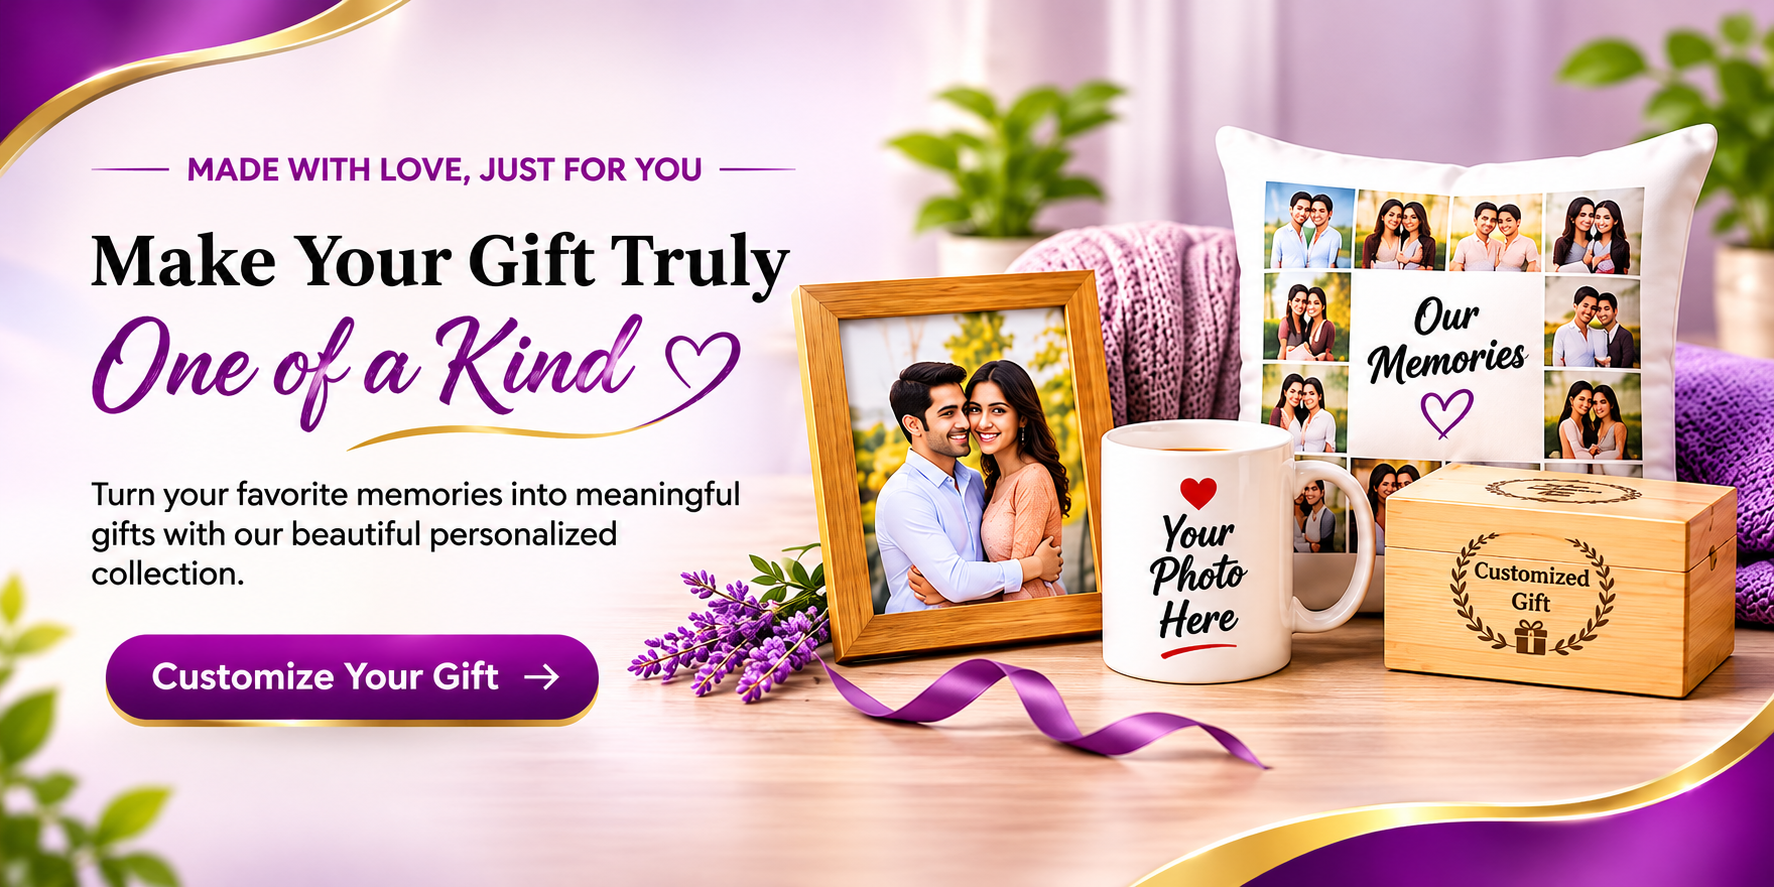 MADE WITH LOVE, JUST FOR YOU
Make Your Gift Truly
One of a Kind
Turn your favorite memories into meaningful
gifts with our beautiful personalized
collection.
Customize Your Gift →
Our
Memories
Your
Photo
Here
Customized
Gift